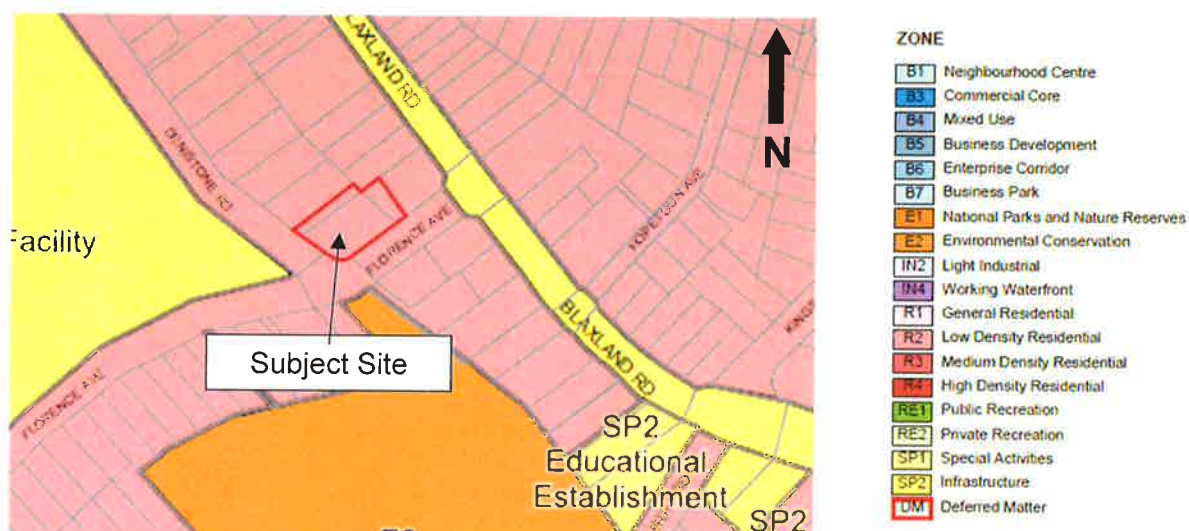 BLAXLAND RD
N
DENISTONE RD
FLORENCE AVE
Facility
BLAXLAND RD
Subject Site
FLORENCE AVE
SP2
Educational
Establishment
SP2
ZONE
B1 Neighbourhood Centre
B3 Commercial Core
B4 Mixed Use
B5 Business Development
B6 Enterprise Corridor
B7 Business Park
E1 National Parks and Nature Reserves
E2 Environmental Conservation
IN2 Light Industrial
IN4 Working Waterfront
R1 General Residential
R2 Low Density Residential
R3 Medium Density Residential
R4 High Density Residential
RE1 Public Recreation
RE2 Private Recreation
SP1 Special Activities
SP2 Infrastructure
DM Deferred Matter